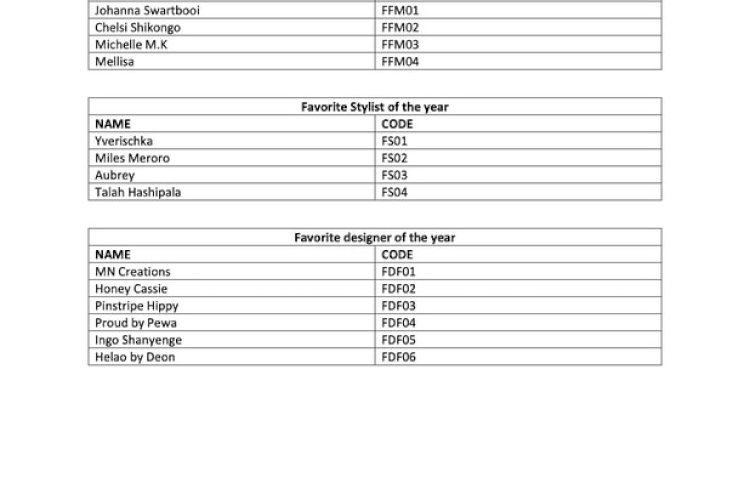 Johanna Swartbooi FFM01
Chelsi Shikongo FFM02
Michelle M.K FFM03
Mellisa FFM04
Favorite Stylist of the year
NAME CODE
Yverischka FS01
Miles Meroro FS02
Aubrey FS03
Talah Hashipala FS04
Favorite designer of the year
NAME CODE
MN Creations FDF01
Honey Cassie FDF02
Pinstripe Hippy FDF03
Proud by Pewa FDF04
Ingo Shanyenge FDF05
Helao by Deon FDF06